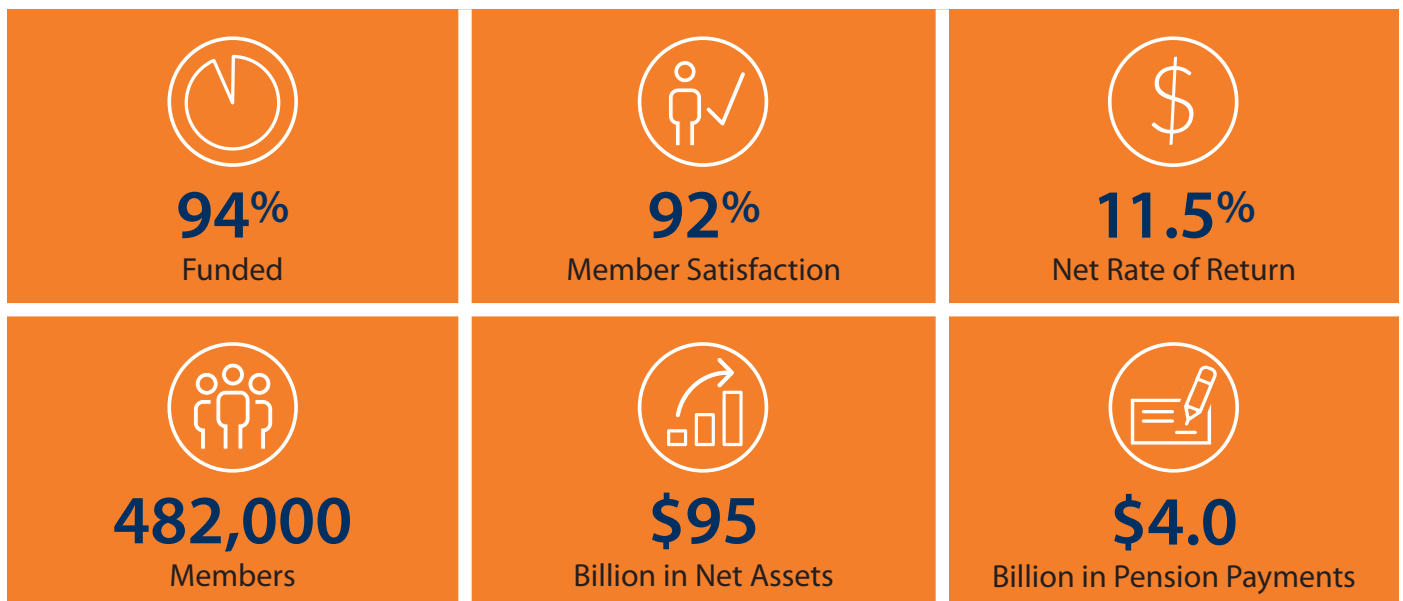 94%
Funded
92%
Member Satisfaction
$
11.5%
Net Rate of Return
482,000
Members
$95
Billion in Net Assets
$4.0
Billion in Pension Payments